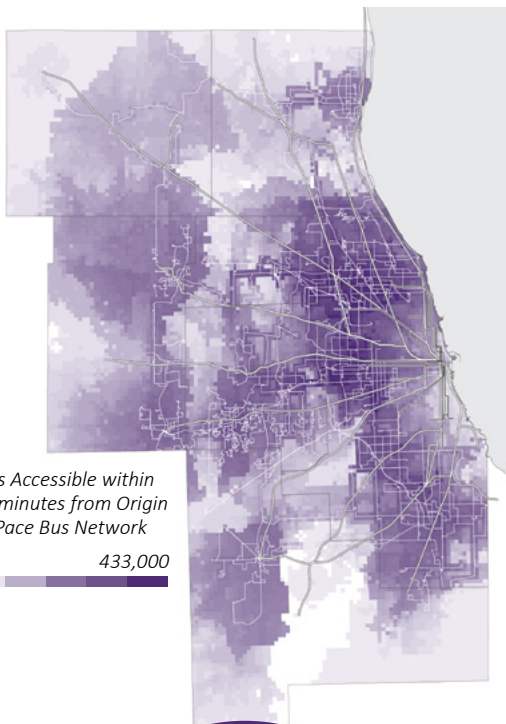 s Accessible within
minutes from Origin
Pace Bus Network
433,000